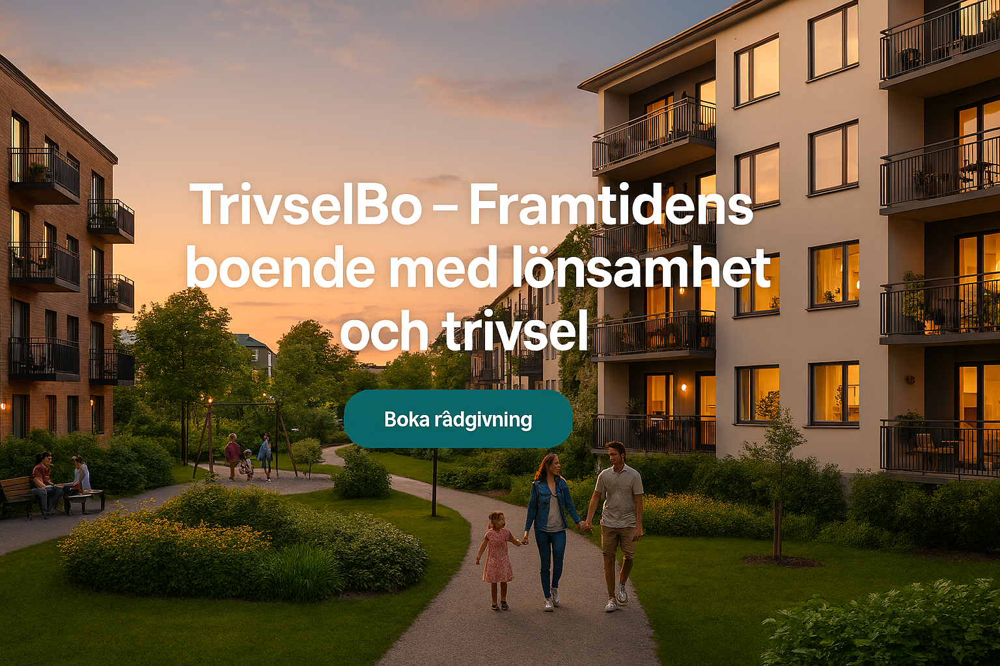 TrivselBo – Framtidens
boende med lönsamhet
och trivsel
Boka rådgivning